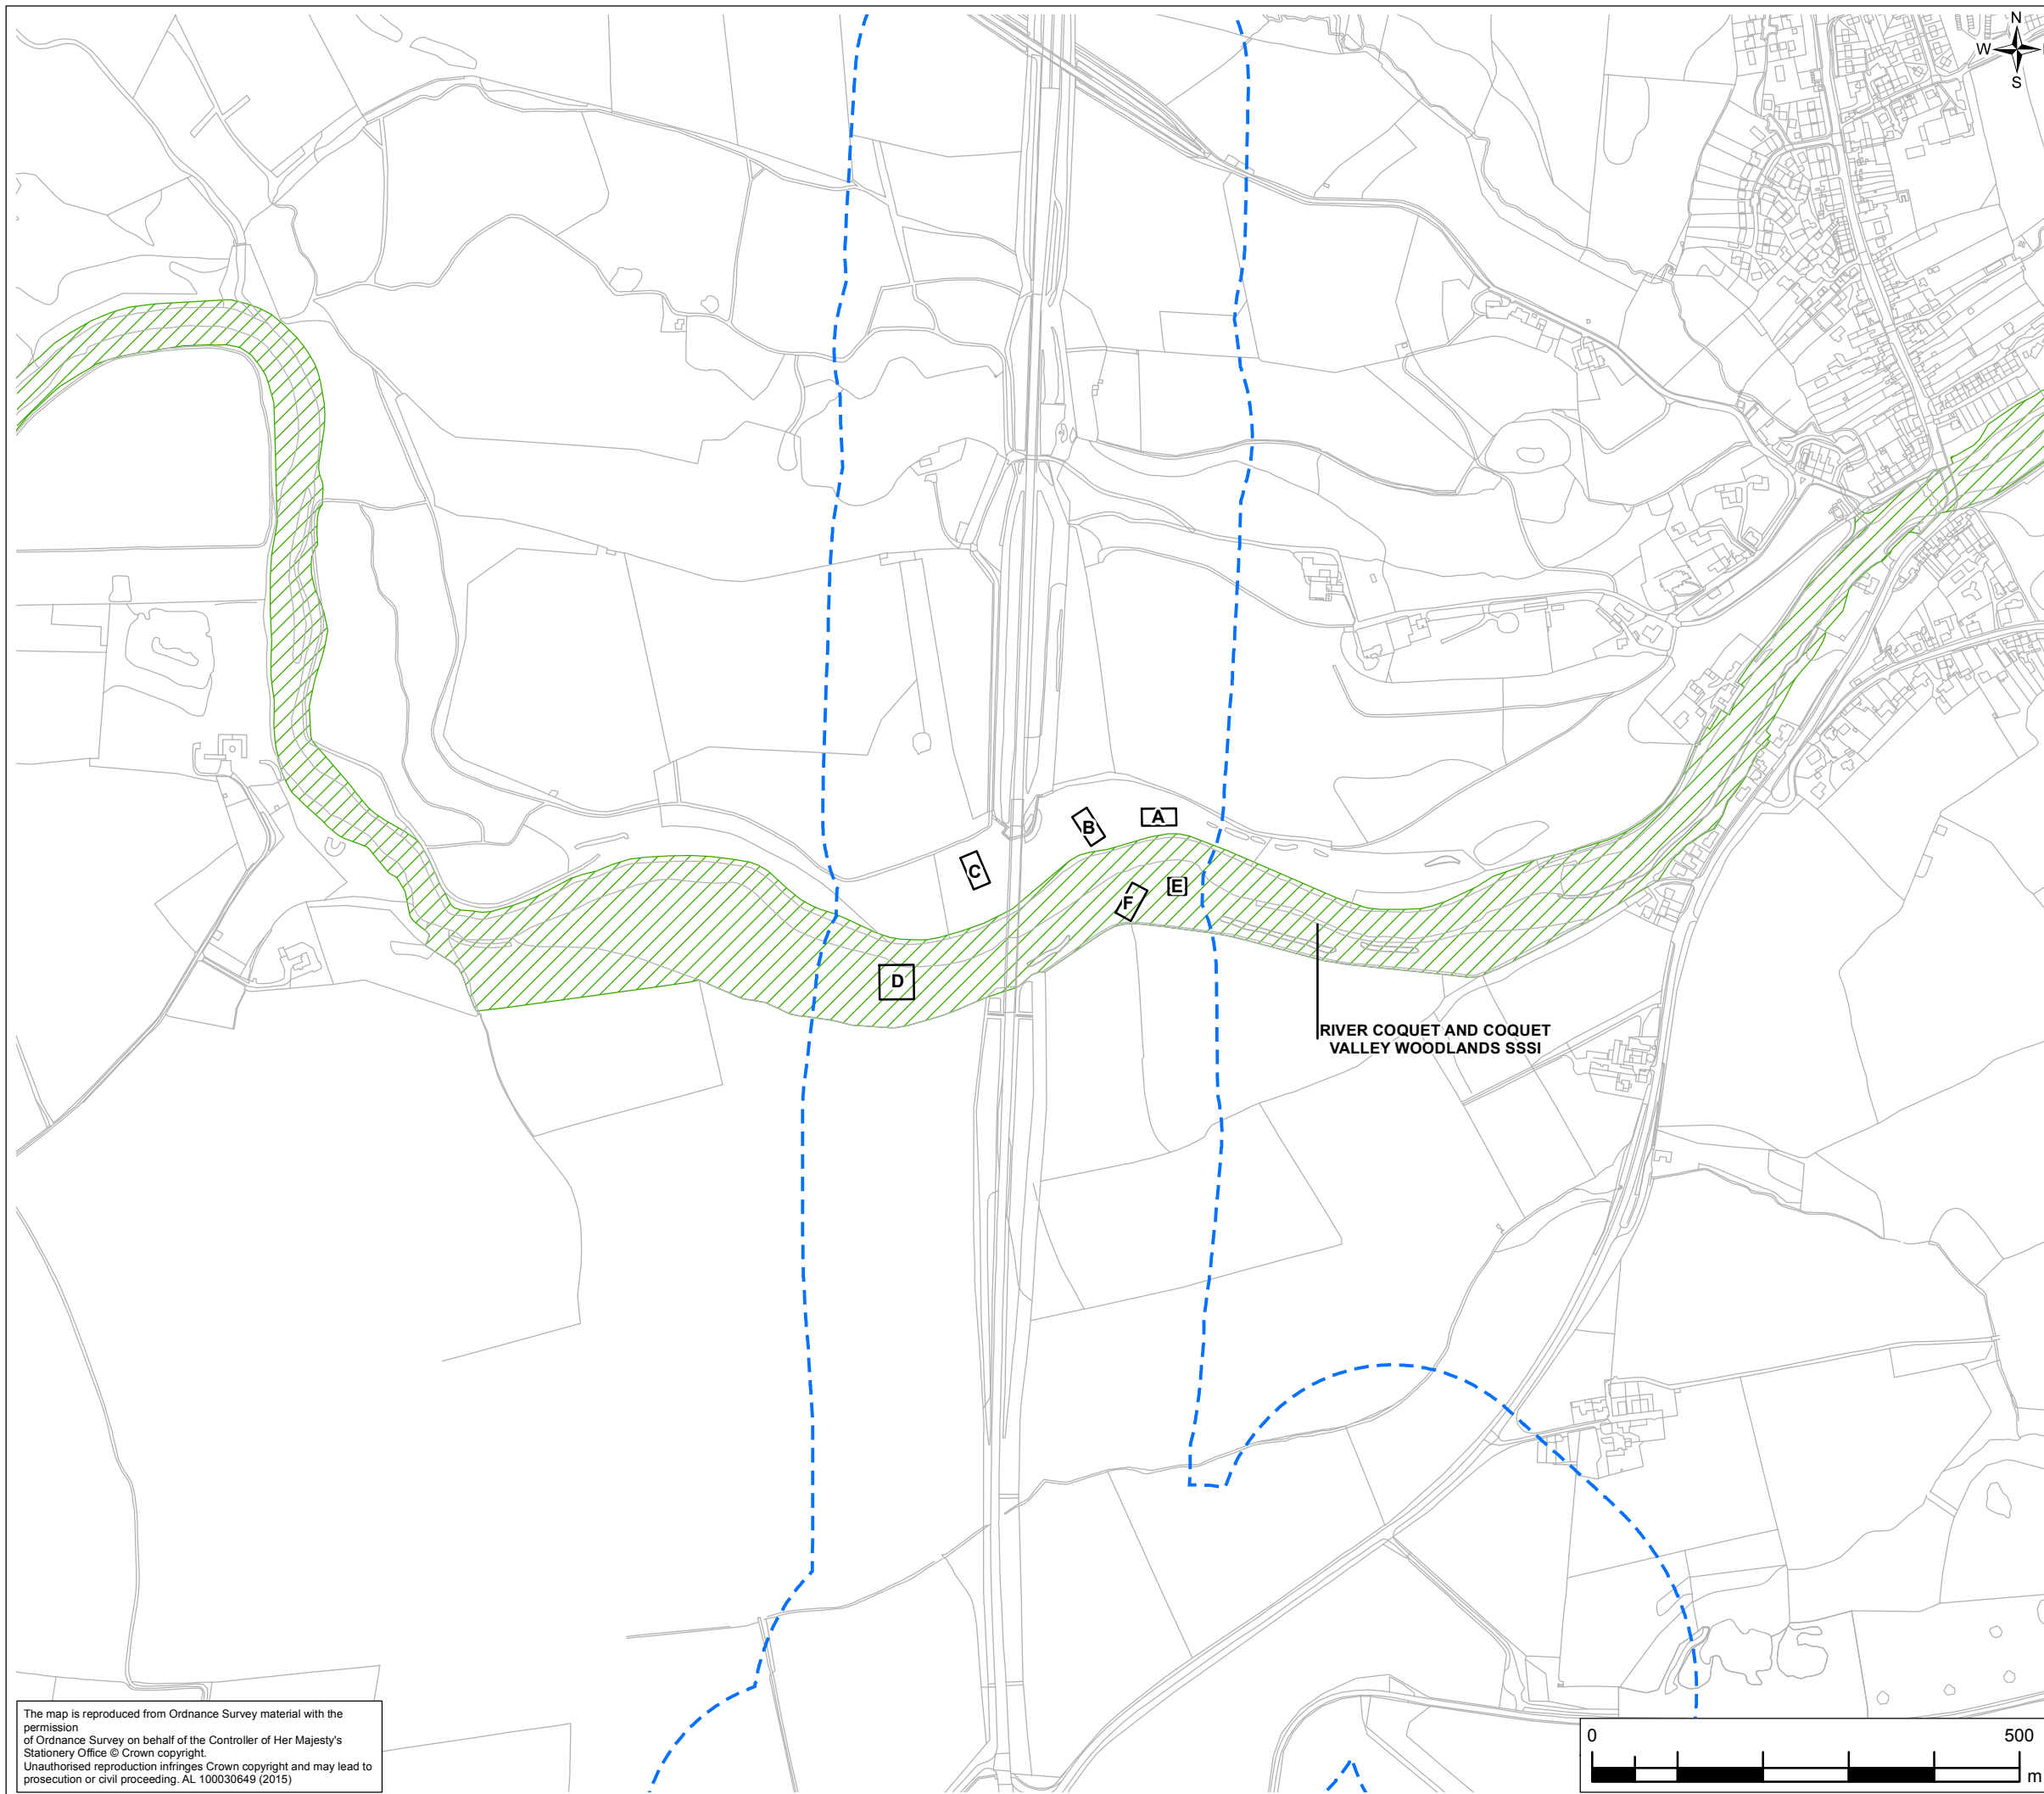 N
W
S
A
B
C
E
F
D
RIVER COQUET AND COQUET
VALLEY WOODLANDS SSSI
The map is reproduced from Ordnance Survey material with the
permission
of Ordnance Survey on behalf of the Controller of Her Majesty's
Stationery Office © Crown copyright.
Unauthorised reproduction infringes Crown copyright and may lead to
prosecution or civil proceeding. AL 100030649 (2015)
0 500
m